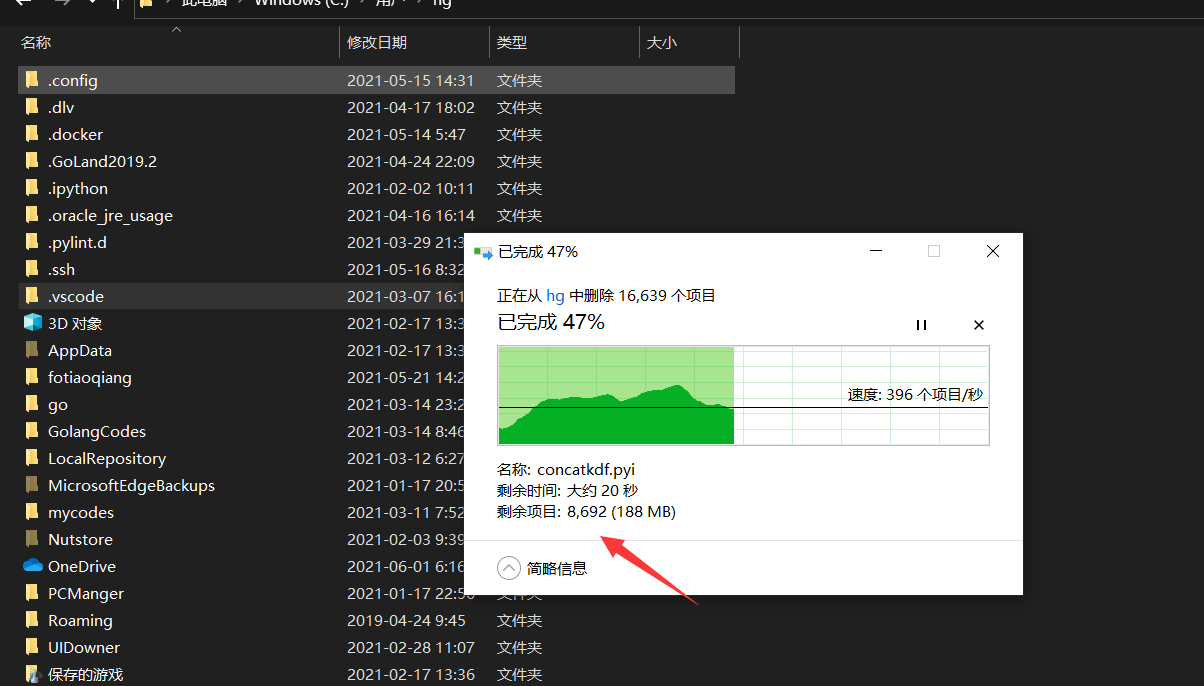 此电脑 Windows (C:) 用户 hg
名称 修改日期 类型 大小
.config 2021-05-15 14:31 文件夹
.dlv 2021-04-17 18:02 文件夹
.docker 2021-05-14 5:47 文件夹
.GoLand2019.2 2021-04-24 22:09 文件夹
.ipython 2021-02-02 10:11 文件夹
.oracle_jre_usage 2021-04-16 16:14 文件夹
.pylint.d 2021-03-29 21:3
.ssh 2021-05-16 8:32
.vscode 2021-03-07 16:1
3D 对象 2021-02-17 13:3
AppData 2021-02-17 13:3
fotiaoqiang 2021-05-21 14:2
go 2021-03-14 23:2
GolangCodes 2021-03-14 8:46
LocalRepository 2021-03-12 6:27
MicrosoftEdgeBackups 2021-01-17 20:5
mycodes 2021-03-11 7:52
Nutstore 2021-02-03 9:39
OneDrive 2021-06-01 6:16
PCManger 2021-01-17 22:56 文件夹
Roaming 2019-04-24 9:45 文件夹
UIDowner 2021-02-28 11:07 文件夹
保存的游戏 2021-02-17 13:36 文件夹
已完成 47%
正在从 hg 中删除 16,639 个项目
已完成 47%
速度: 396 个项目/秒
名称: concatkdf.pyi
剩余时间: 大约 20 秒
剩余项目: 8,692 (188 MB)
简略信息